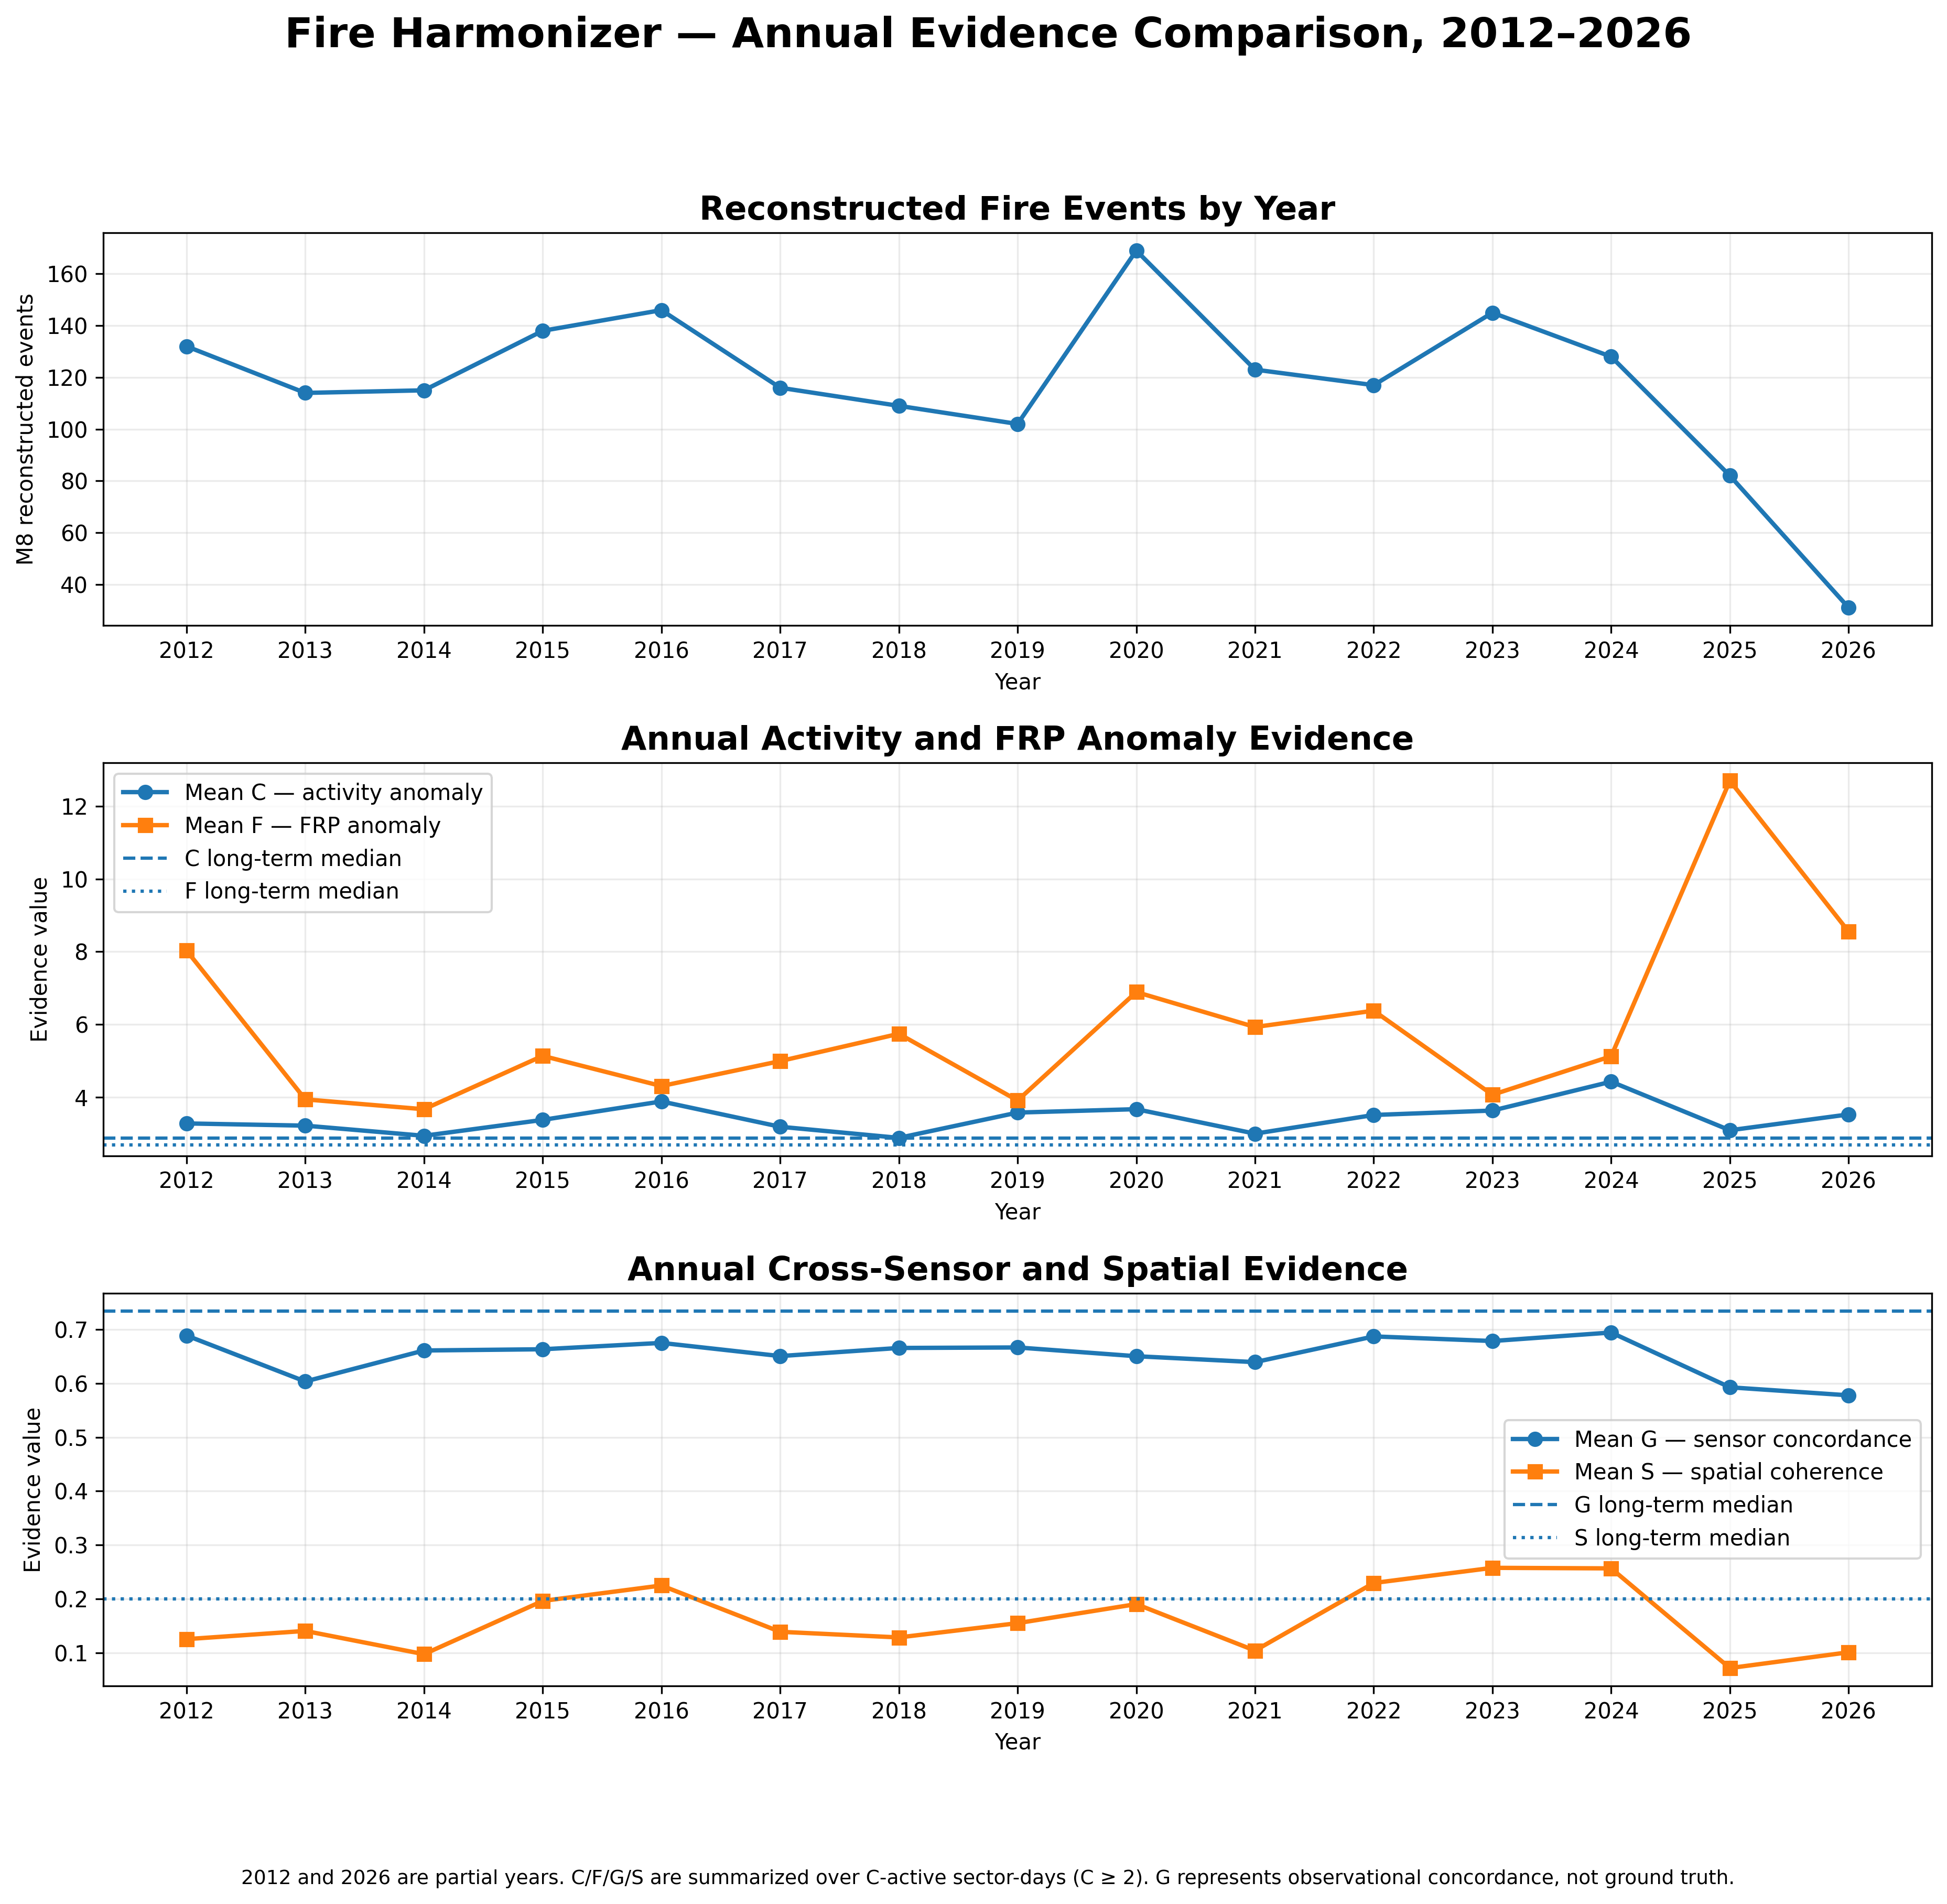 Fire Harmonizer — Annual Evidence Comparison, 2012–2026
Reconstructed Fire Events by Year
M8 reconstructed events
160
140
120
100
80
60
40
2012 2013 2014 2015 2016 2017 2018 2019 2020 2021 2022 2023 2024 2025 2026
Year
Annual Activity and FRP Anomaly Evidence
Evidence value
12
10
8
6
4
Mean C — activity anomaly
Mean F — FRP anomaly
C long-term median
F long-term median
2012 2013 2014 2015 2016 2017 2018 2019 2020 2021 2022 2023 2024 2025 2026
Year
Annual Cross-Sensor and Spatial Evidence
Evidence value
0.7
0.6
0.5
0.4
0.3
0.2
0.1
Mean G — sensor concordance
Mean S — spatial coherence
G long-term median
S long-term median
2012 2013 2014 2015 2016 2017 2018 2019 2020 2021 2022 2023 2024 2025 2026
Year
2012 and 2026 are partial years. C/F/G/S are summarized over C-active sector-days (C ≥ 2). G represents observational concordance, not ground truth.